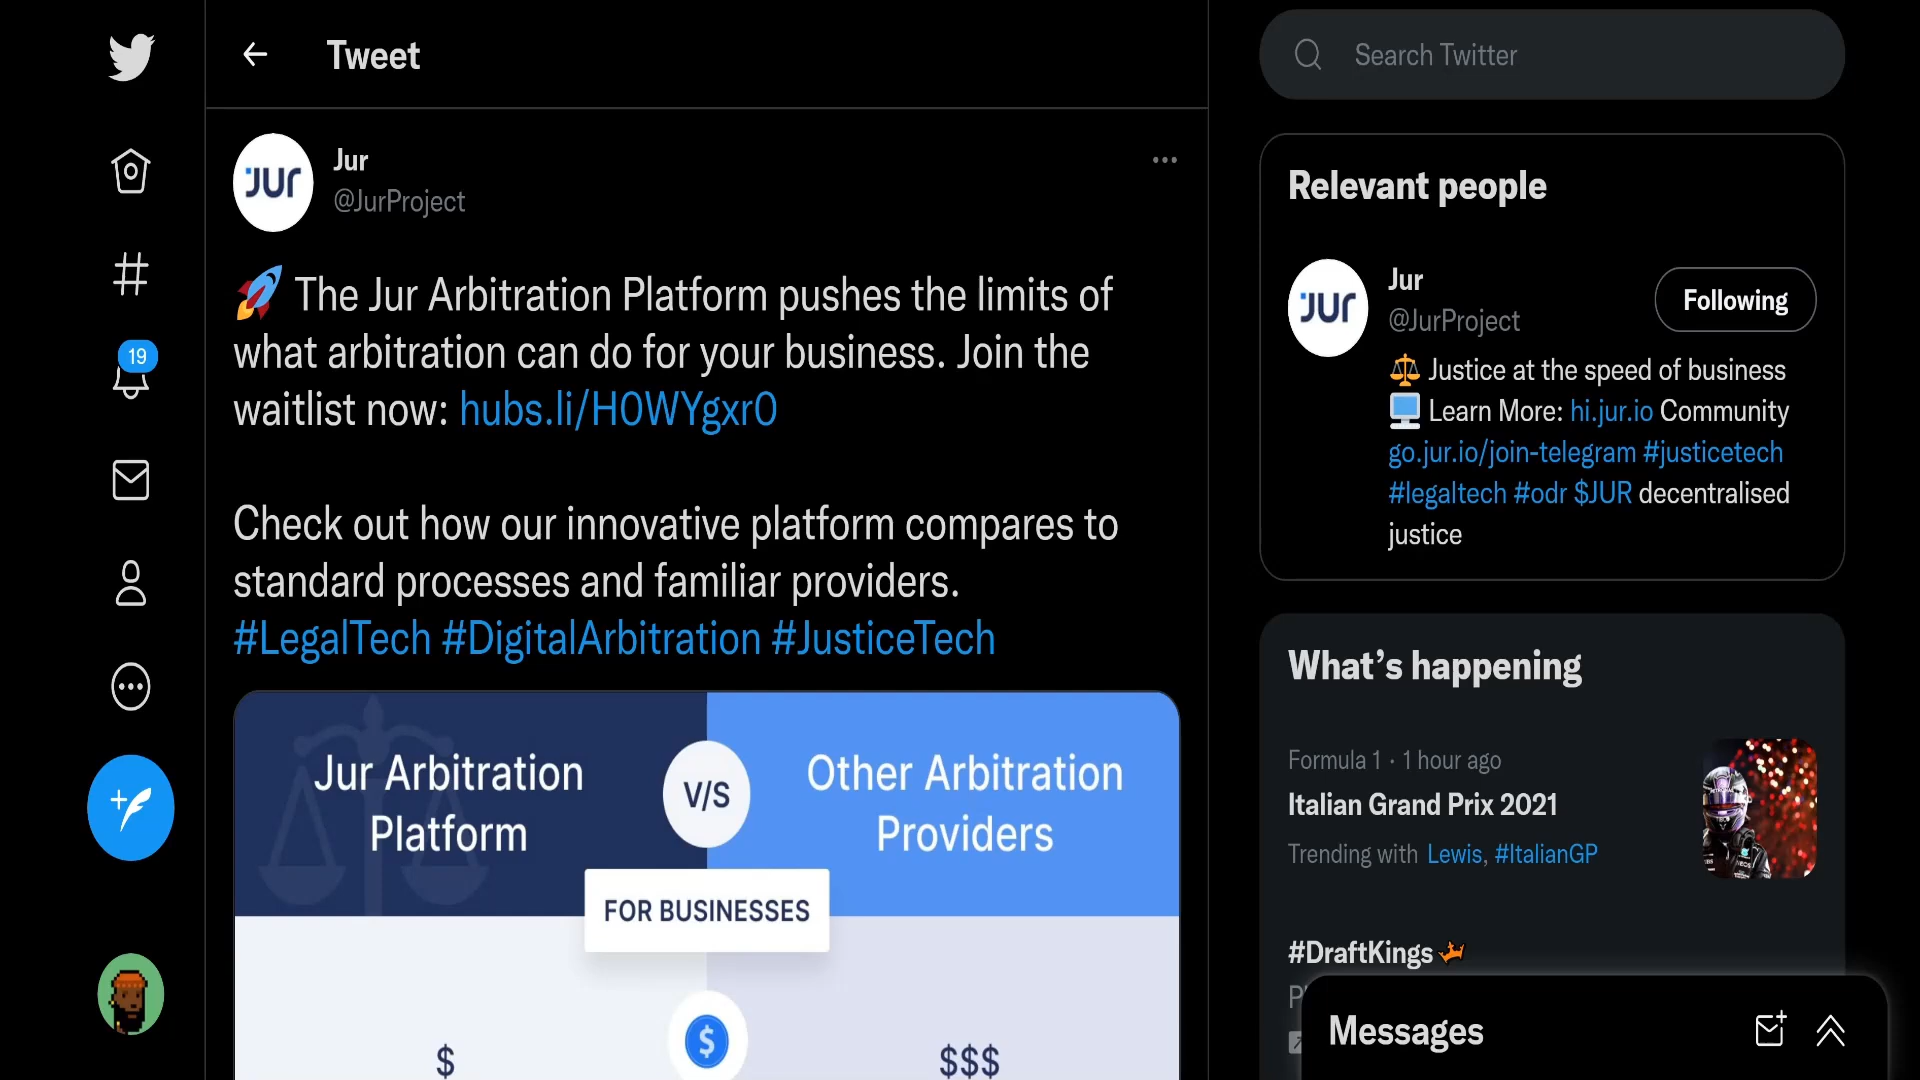 Tweet
Search Twitter
JUr
Jur
@JurProject
🚀 The Jur Arbitration Platform pushes the limits of
what arbitration can do for your business. Join the
waitlist now: hubs.li/H0WYgxr0
Check out how our innovative platform compares to
standard processes and familiar providers.
#LegalTech #DigitalArbitration #JusticeTech
Jur Arbitration
Platform
V/S
Other Arbitration
Providers
FOR BUSINESSES
$
$
$$$
19
Relevant people
JUr
Jur
@JurProject
Following
⚖️ Justice at the speed of business
🖥️ Learn More: hi.jur.io Community
go.jur.io/join-telegram #justicetech
#legaltech #odr $JUR decentralised
justice
What's happening
Formula 1 · 1 hour ago
Italian Grand Prix 2021
Trending with Lewis, #ItalianGP
#DraftKings
Messages